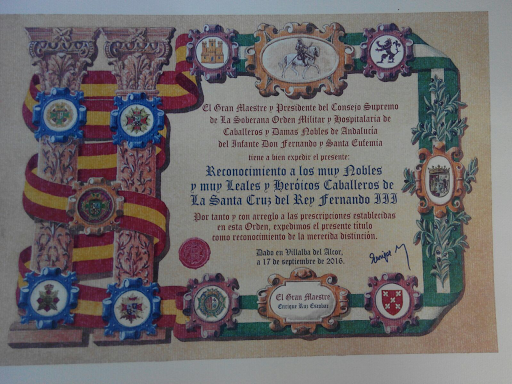 El Gran Maestre y Presidente del Consejo Supremo
de La Soberana Orden Militar y Hospitalaria de
Caballeros y Damas Nobles de Andalucía
del Infante Don Fernando y Santa Eufemia
tiene a bien expedir el presente:
Reconocimiento a los muy Nobles
y muy Leales y Heróicos Caballeros de
La Santa Cruz del Rey Fernando III
Por tanto y con arreglo a las prescripciones establecidas
en esta Orden, expedimos el presente título
como reconocimiento de la merecida distinción.
Dado en Villalba del Alcor,
a 17 de septiembre de 2016.
El Gran Maestre
Enrique Ruz Escobar